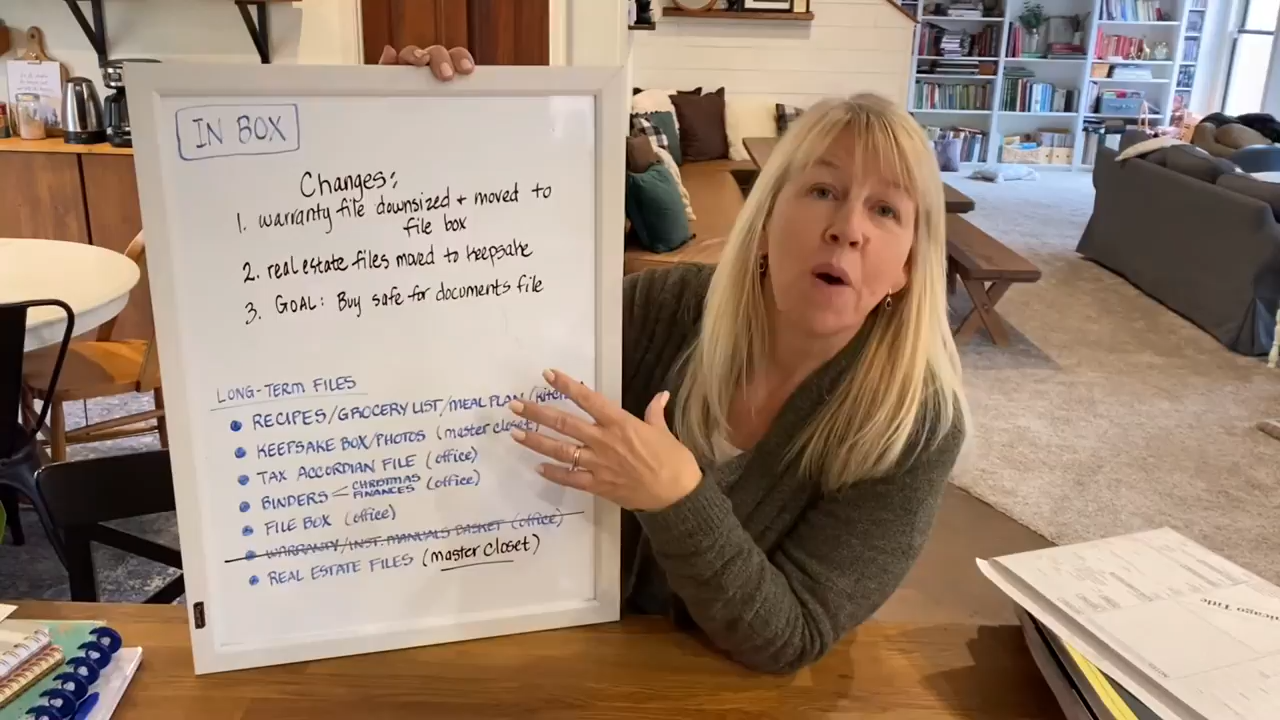 IN BOX
Changes:
1. warranty file downsized + moved to
file box
2. real estate files moved to keepsake
3. GOAL: Buy safe for documents file
LONG-TERM FILES
• RECIPES/GROCERY LIST/MEAL PLAN
• KEEPSAKE BOX/PHOTOS (master closet)
• TAX ACCORDIAN FILE (office)
• BINDERS < CHRISTMAS
FINANCES (office)
• FILE BOX (office)
• WARRANTY/INST. MANUALS BASKET (office)
• REAL ESTATE FILES (master closet)
Title